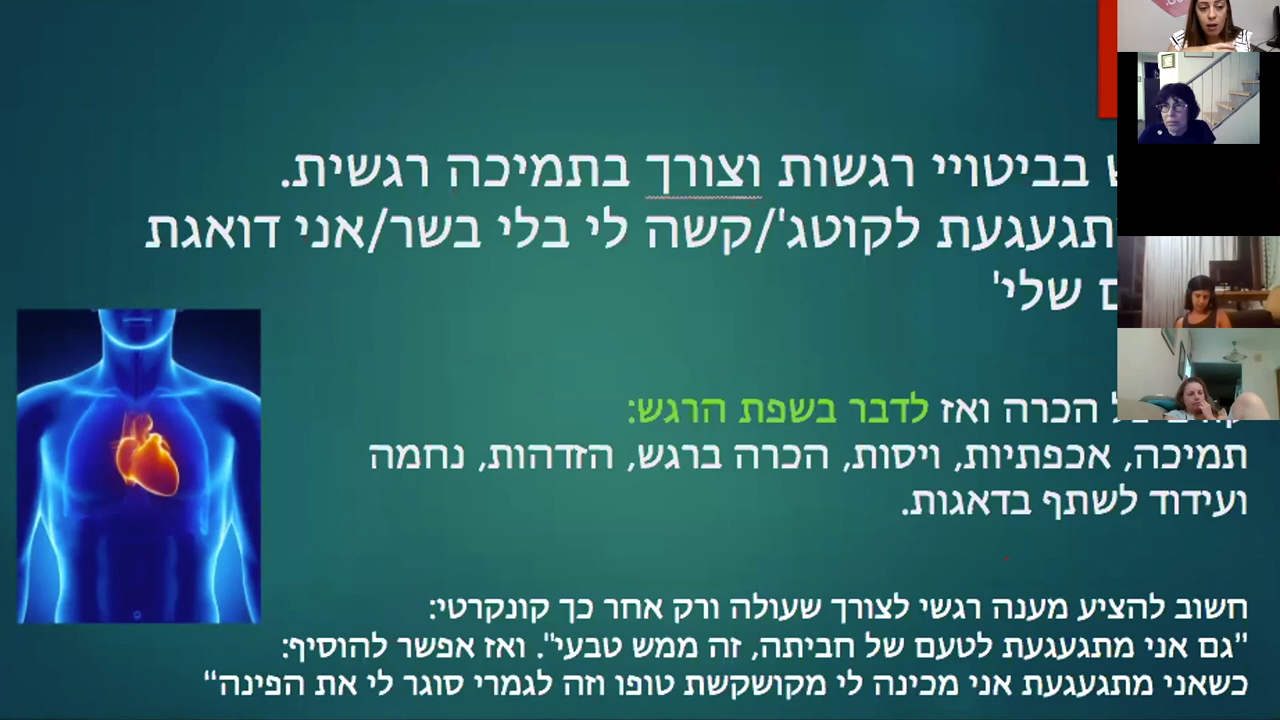 בביטויי רגשות וצורך בתמיכה רגשית.
לקוטג'/קשה לי בלי בשר/אני דואגת
שלי'
הכרה ואז לדבר בשפת הרגש:
תמיכה, אכפתיות, ויסות, הכרה ברגש, הזדהות, נחמה
ועידוד לשתף בדאגות.
חשוב להציע מענה רגשי לצורך שעולה ורק אחר כך קונקרטי:
"גם אני מתגעגעת לטעם של חביתה, זה ממש טבעי". ואז אפשר להוסיף:
כשאני מתגעגעת אני מכינה לי מקושקשת טופו וזה לגמרי סוגר לי את הפינה"